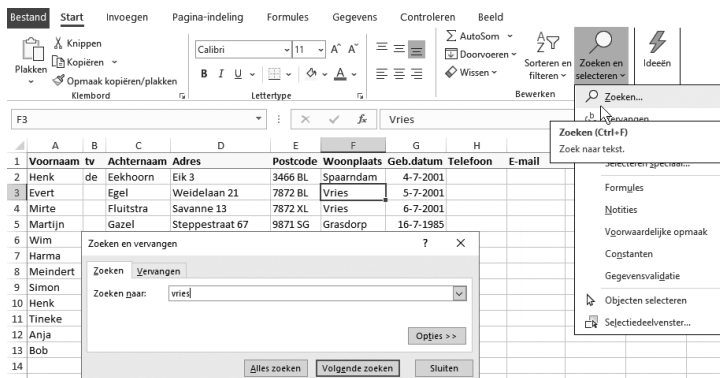 Bestand Start Invoegen Pagina-indeling Formules Gegevens Controleren Beeld
Plakken
Knippen
Kopiëren
Opmaak kopiëren/plakken
Klembord
Calibri 11 A A
B I U A
Lettertype
AutoSom
Doorvoeren
Wissen
Sorteren en filteren
Zoeken en selecteren
Bewerken
Ideeën
Zoeken...
Vervangen
Zoeken (Ctrl+F)
Zoek naar tekst.
Selecteren speciaal...
Formules
Notities
Voorwaardelijke opmaak
Constanten
Gegevensvalidatie
Objecten selecteren
Selectiedeelvenster...
F3 fx Vries
A B C D E F G H
1 Voornaam tv Achternaam Adres Postcode Woonplaats Geb.datum Telefoon E-mail
2 Henk de Eekhoorn Eik 3 3466 BL Spaarndam 4-7-2001
3 Evert Egel Weidelaan 21 7872 BL Vries 5-7-2001
4 Mirte Fluitstra Savanne 13 7872 XL Vries 6-7-2001
5 Martijn Gazel Steppestraat 67 9871 SG Grasdorp 16-7-1985
6 Wim
7 Harma
8 Meindert
9 Simon
10 Henk
11 Tineke
12 Anja
13 Bob
14
Zoeken en vervangen ? X
Zoeken Vervangen
Zoeken naar: vries
Opties >>
Alles zoeken Volgende zoeken Sluiten